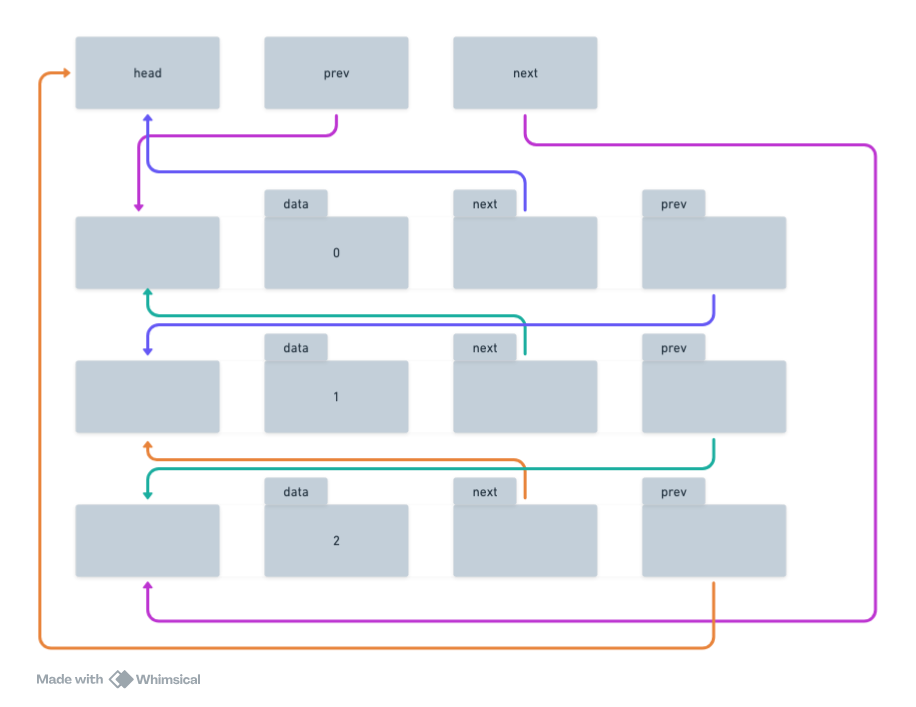 head
prev
next
data
next
prev
0
data
next
prev
1
data
next
prev
2
Made with Whimsical